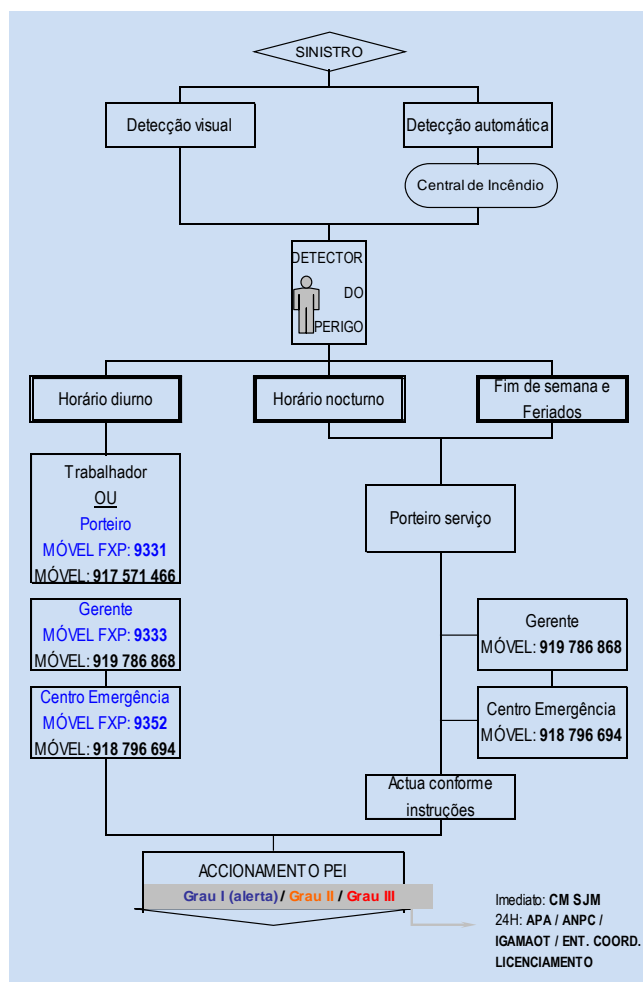 SINISTRO
Detecção visual
Detecção automática
Central de Incêndio
DETECTOR
DO
PERIGO
Horário diurno
Horário nocturno
Fim de semana e
Feriados
Trabalhador
OU
Porteiro
MÓVEL FXP: 9331
MÓVEL: 917 571 466
Porteiro serviço
Gerente
MÓVEL FXP: 9333
MÓVEL: 919 786 868
Gerente
MÓVEL: 919 786 868
Centro Emergência
MÓVEL FXP: 9352
MÓVEL: 918 796 694
Centro Emergência
MÓVEL: 918 796 694
Actua conforme
instruções
ACCIONAMENTO PEI
Grau I (alerta) / Grau II / Grau III
Imediato: CM SJM
24H: APA / ANPC /
IGAMAOT / ENT. COORD.
LICENCIAMENTO